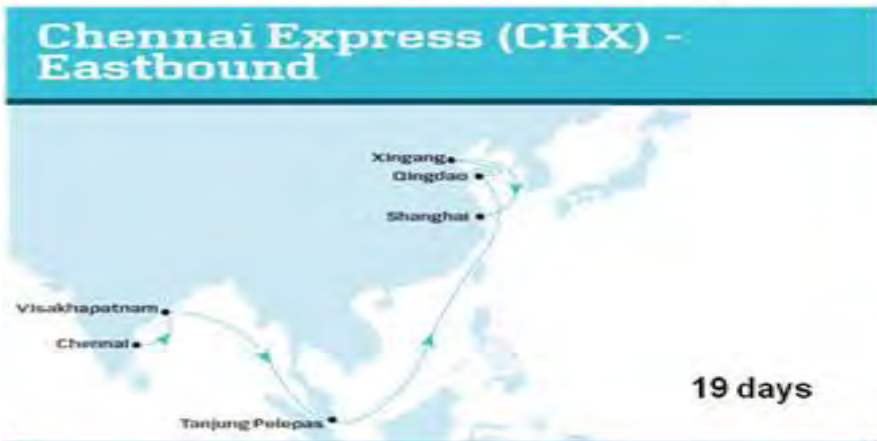 Chennai Express (CHX) -
Eastbound
Xingang
Qingdao
Shanghai
Visakhapatnam
Chennai
19 days
Tanjung Pelepas